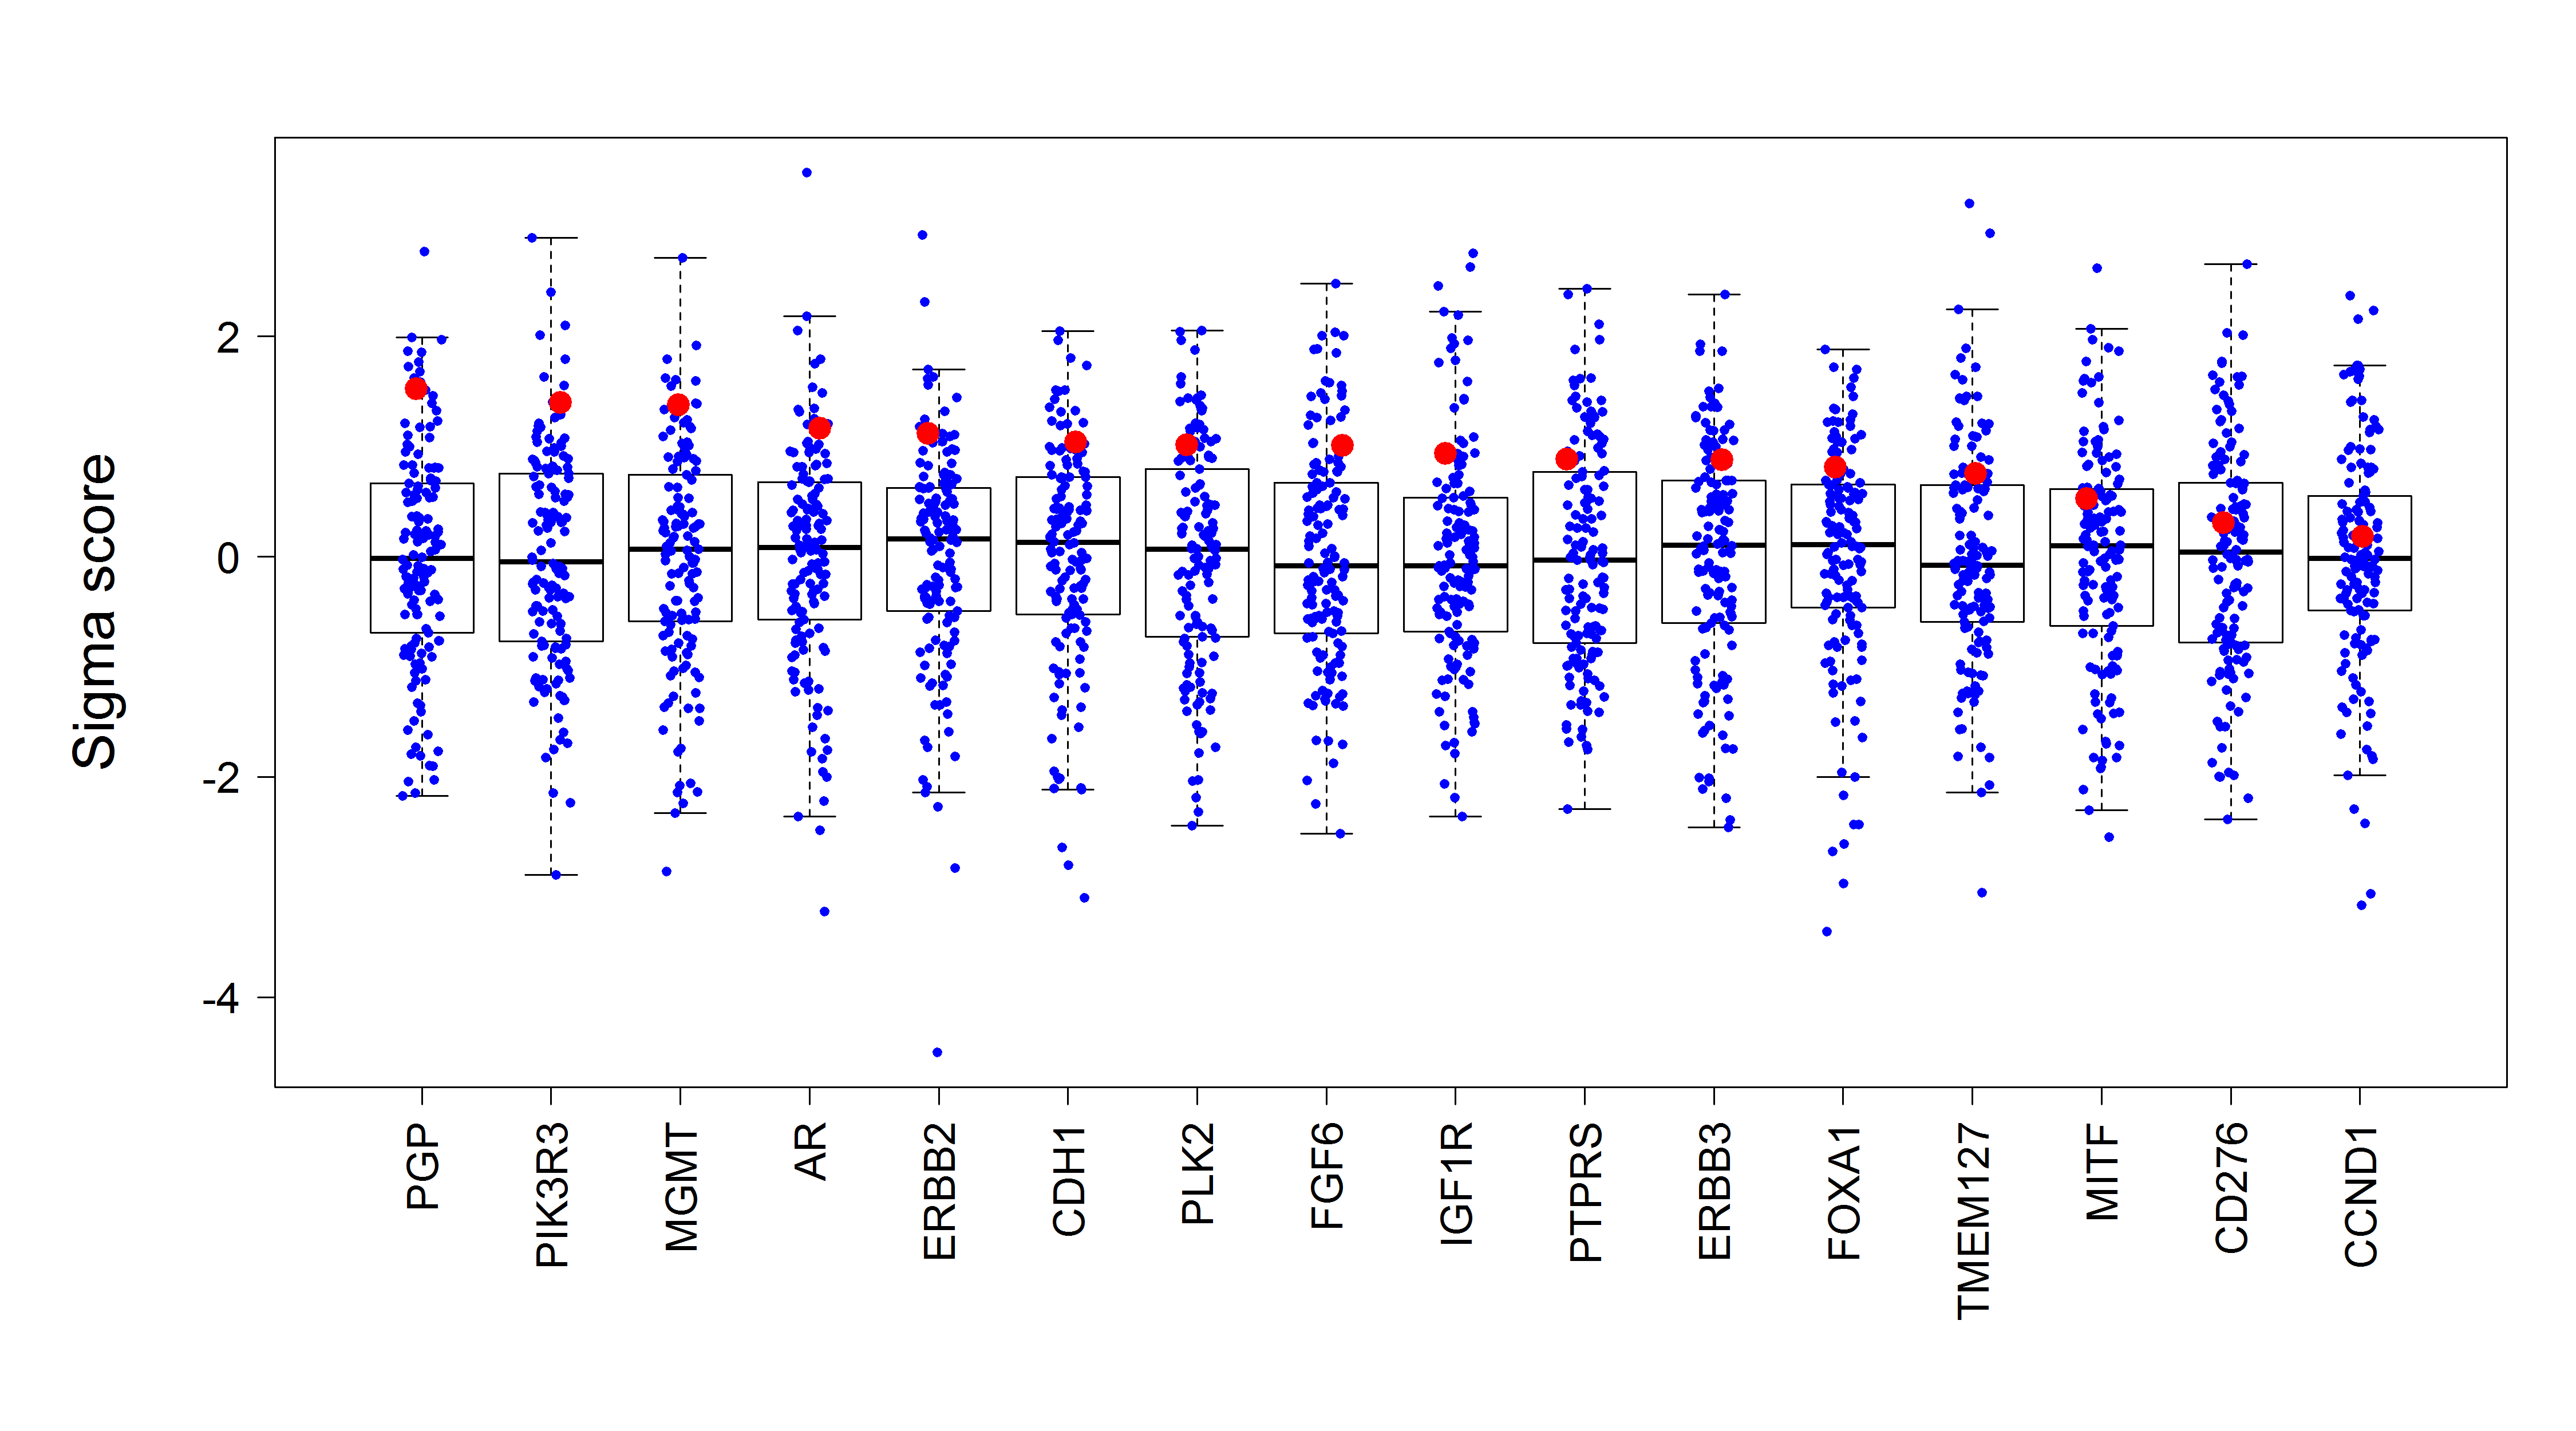 Sigma score
2
0
-2
-4
PGP
PIK3R3
MGMT
AR
ERBB2
CDH1
PLK2
FGF6
IGF1R
PTPRS
ERBB3
FOXA1
TMEM127
MITF
CD276
CCND1